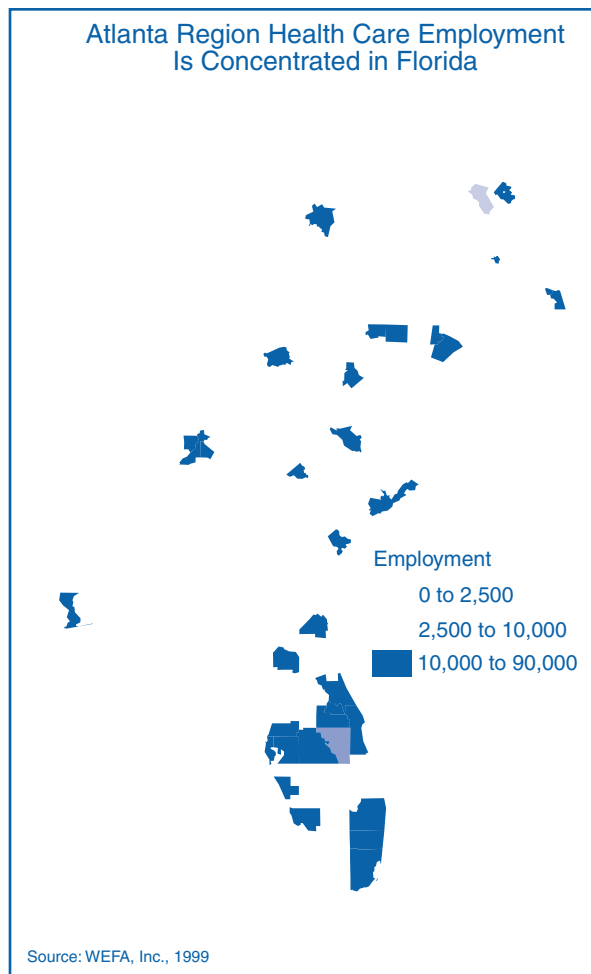 Atlanta Region Health Care Employment
Is Concentrated in Florida
Employment
0 to 2,500
2,500 to 10,000
10,000 to 90,000
Source: WEFA, Inc., 1999